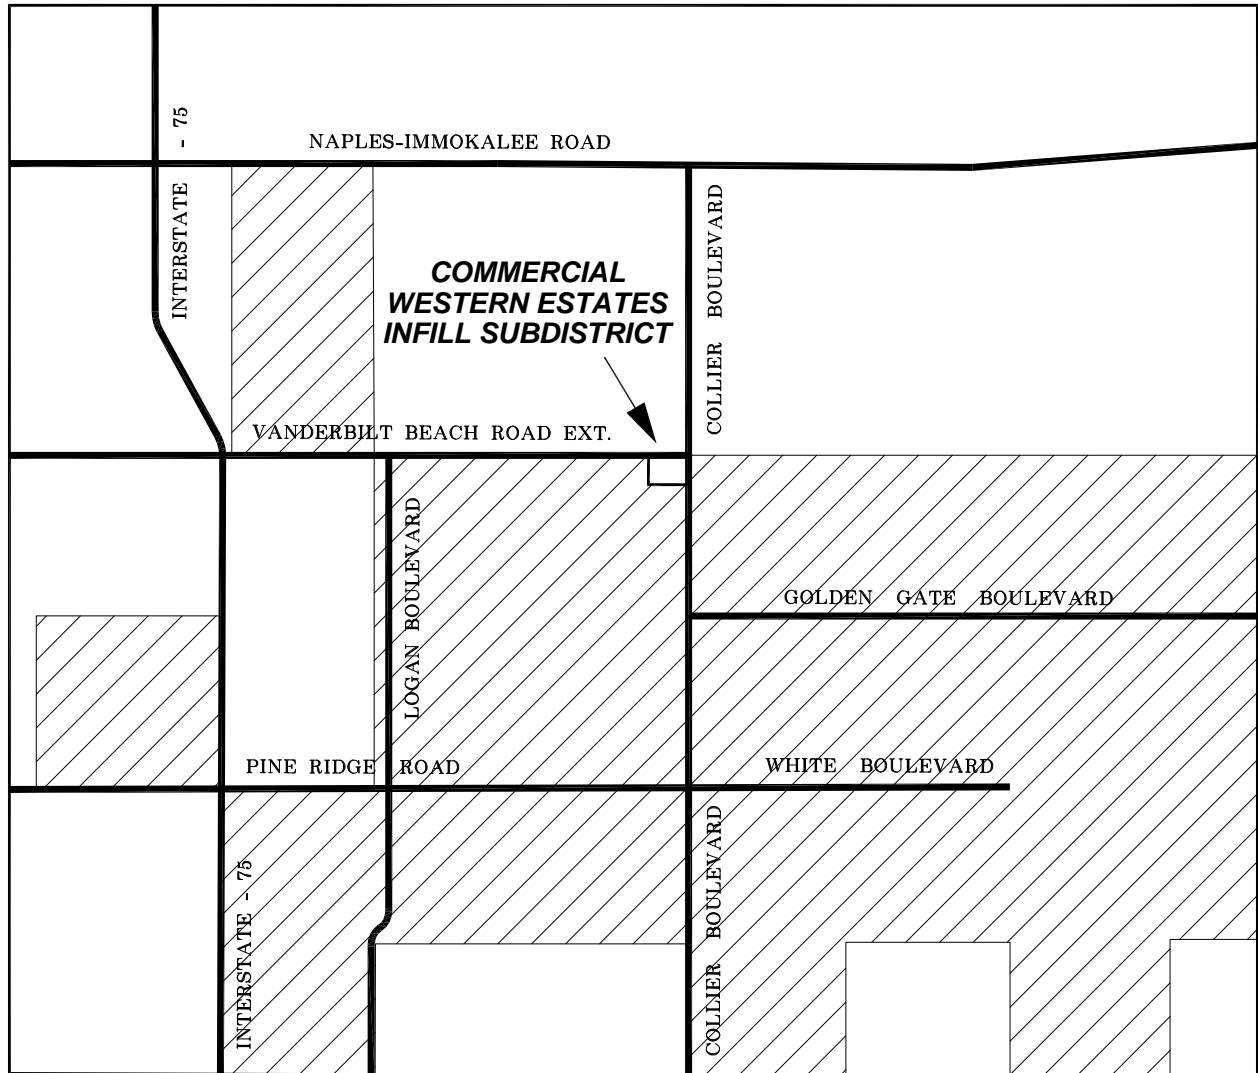 INTERSTATE - 75
NAPLES-IMMOKALEE ROAD
COLLIER BOULEVARD
COMMERCIAL
WESTERN ESTATES
INFILL SUBDISTRICT
VANDERBILT BEACH ROAD EXT.
LOGAN BOULEVARD
GOLDEN GATE BOULEVARD
PINE RIDGE ROAD
WHITE BOULEVARD
INTERSTATE - 75
COLLIER BOULEVARD